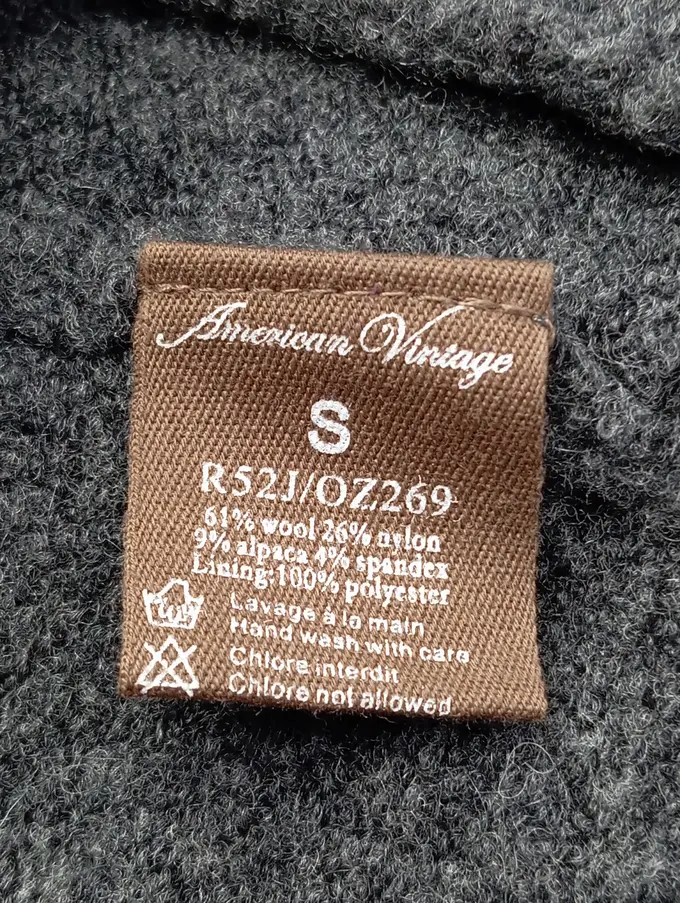 American Vintage
S
R52J/OZ269
61% wool 26% nylon
9% alpaca 4% spandex
Lining:100% polyester
Lavage à la main
Hand wash with care
Chlore interdit
Chlore not allowed